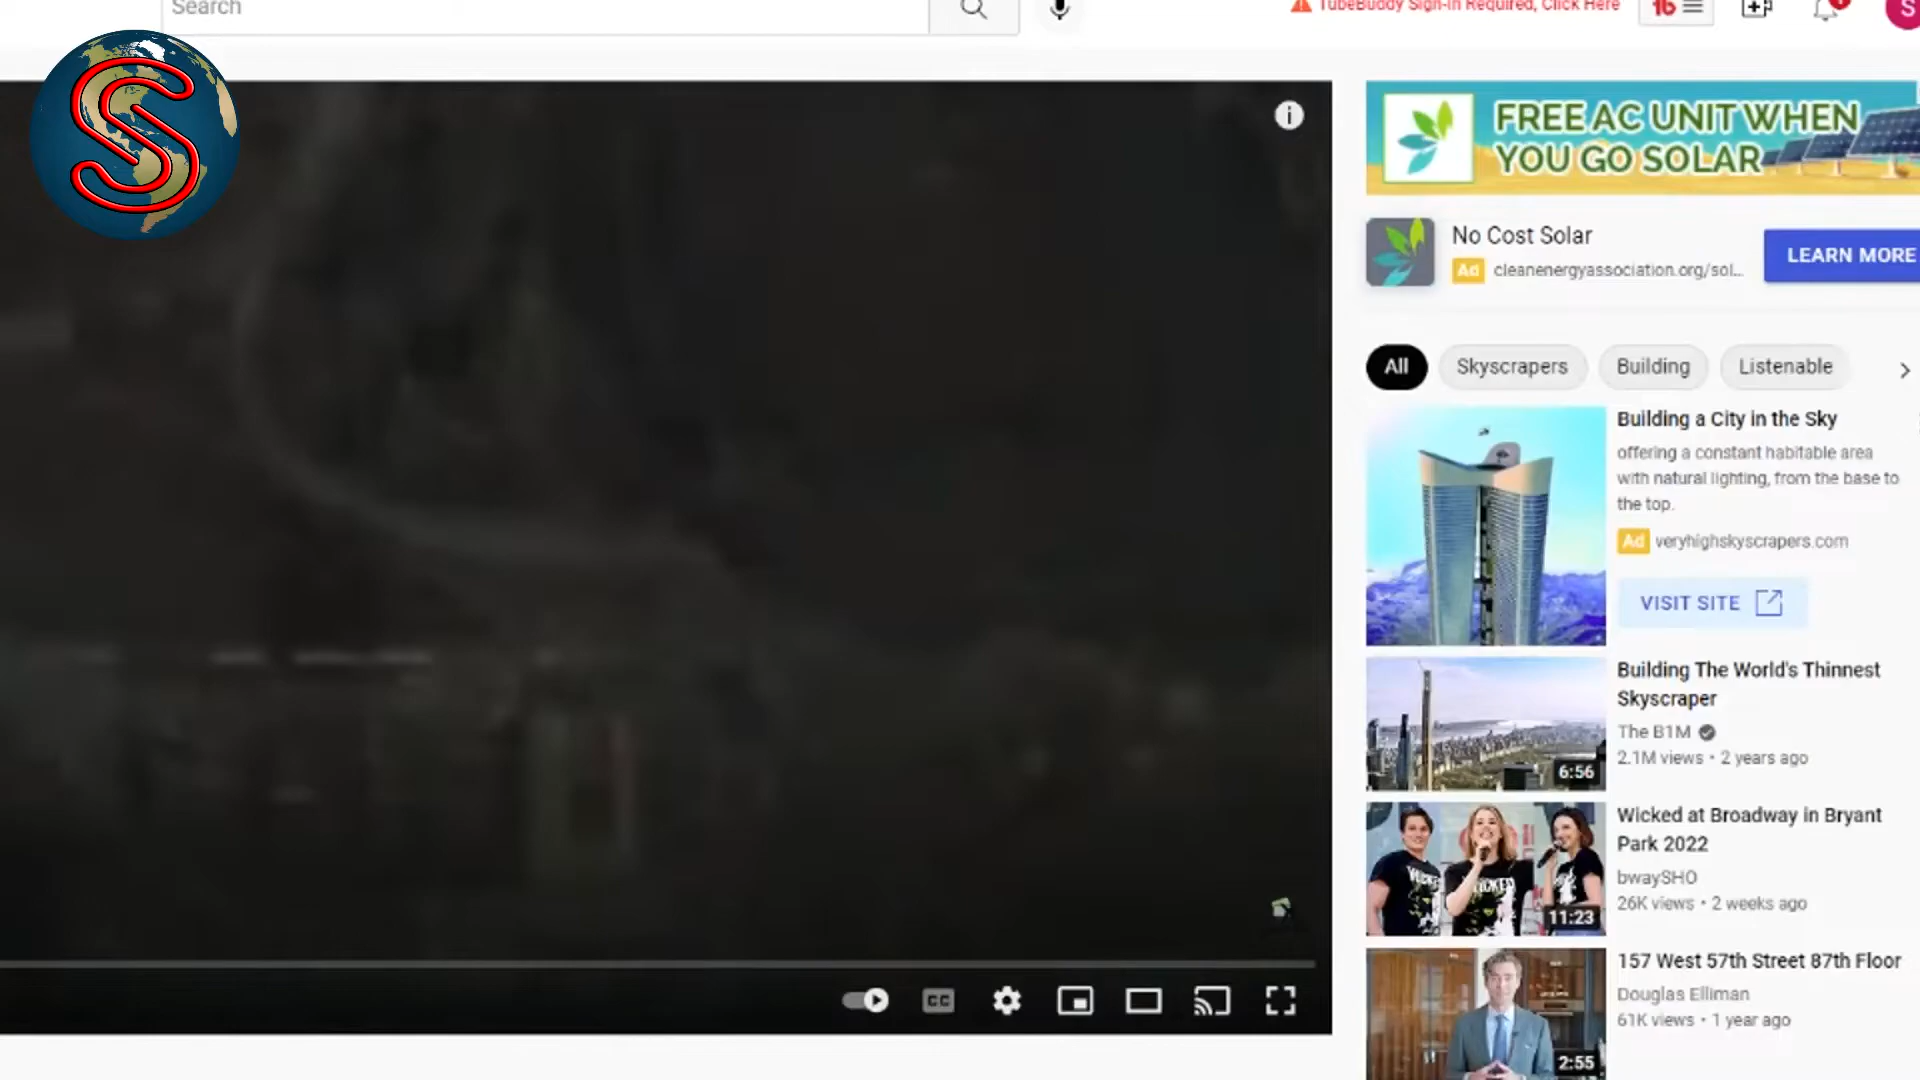 Search
TubeBuddy Sign-In Required, Click Here
1
S
S
FREE AC UNIT WHEN
YOU GO SOLAR
No Cost Solar
Ad cleanenergyassociation.org/sol...
LEARN MORE
All
Skyscrapers
Building
Listenable
Building a City in the Sky
offering a constant habitable area
with natural lighting, from the base to
the top.
Ad veryhighskyscrapers.com
VISIT SITE
Building The World's Thinnest
Skyscraper
The B1M
2.1M views • 2 years ago
6:56
Wicked at Broadway in Bryant
Park 2022
bwaySHO
26K views • 2 weeks ago
11:23
157 West 57th Street 87th Floor
Douglas Elliman
61K views • 1 year ago
2:55
CC